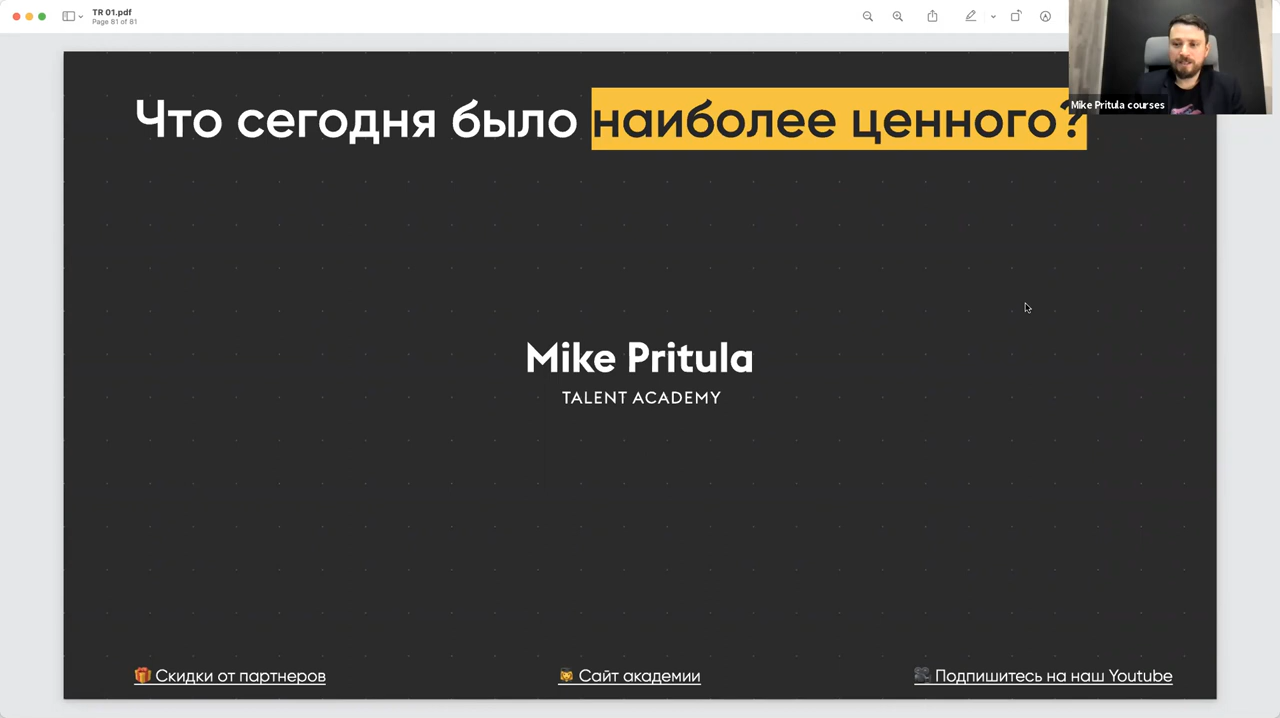 TR 01.pdf
Page 81 of 81
Mike Pritula courses
Что сегодня было наиболее ценного?
Mike Pritula
TALENT ACADEMY
Скидки от партнеров
Сайт академии
Подпишитесь на наш Youtube